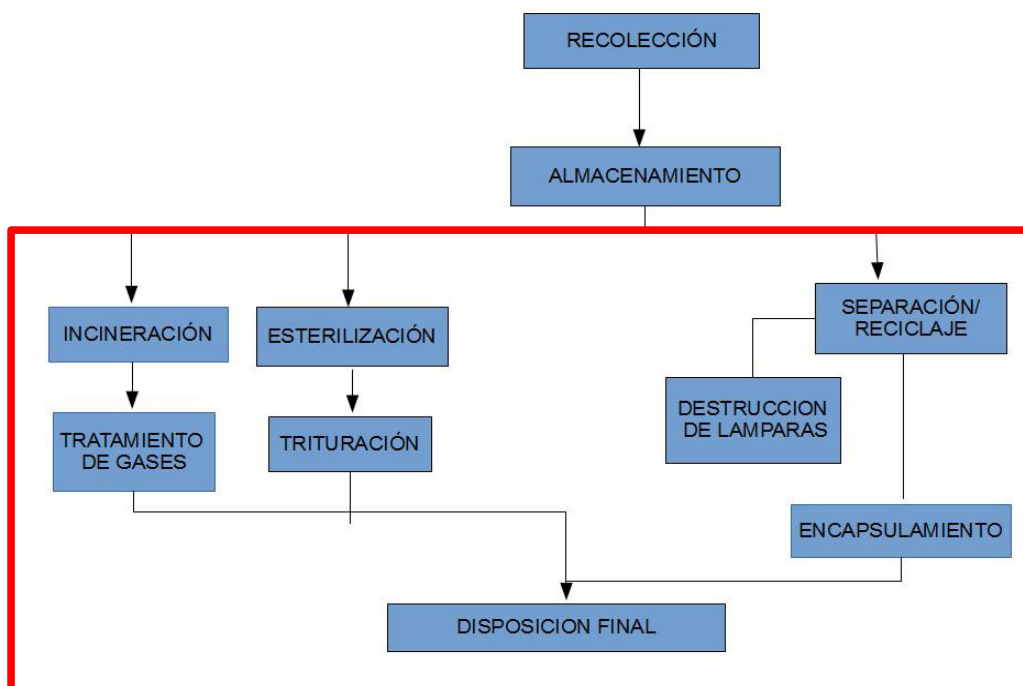 RECOLECCIÓN
ALMACENAMIENTO
INCINERACIÓN
ESTERILIZACIÓN
SEPARACIÓN/
RECICLAJE
TRATAMIENTO
DE GASES
TRITURACIÓN
DESTRUCCION
DE LAMPARAS
ENCAPSULAMIENTO
DISPOSICION FINAL